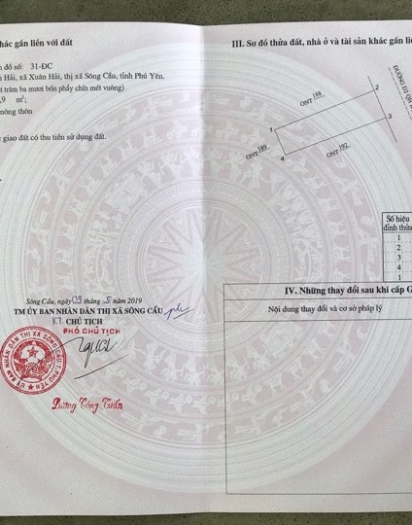 hác gắn liền với đất
n đồ số: 31-ĐC
Hải, xã Xuân Hải, thị xã Sông Cầu, tỉnh Phú Yên.
trăm ba mươi bốn phẩy chín mét vuông)
,9 m²;
nông thôn
giao đất có thu tiền sử dụng đất.
Sông Cầu, ngày 03 tháng 5 năm 2019
TM ỦY BAN NHÂN DÂN THỊ XÃ SÔNG CẦU
KT CHỦ TỊCH
PHÓ CHỦ TỊCH
ỦY BAN NHÂN DÂN THỊ XÃ SÔNG CẦU
Lương Công Tuấn
III. Sơ đồ thửa đất, nhà ở và tài sản khác gắn liề
ONT 188
ONT 189
ONT 192
1
2
3
4
ĐƯỜNG
Số hiệu
đỉnh thửa
1
2
3
4
1
IV. Những thay đổi sau khi cấp G
Nội dung thay đổi và cơ sở pháp lý